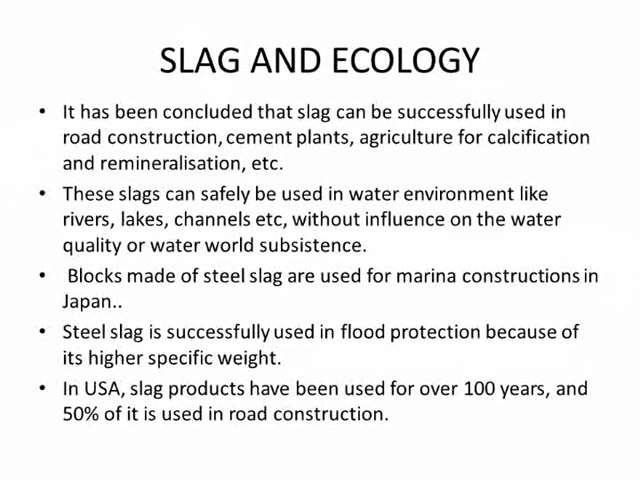 SLAG AND ECOLOGY
• It has been concluded that slag can be successfully used in
road construction, cement plants, agriculture for calcification
and remineralisation, etc.
• These slags can safely be used in water environment like
rivers, lakes, channels etc, without influence on the water
quality or water world subsistence.
• Blocks made of steel slag are used for marina constructions in
Japan..
• Steel slag is successfully used in flood protection because of
its higher specific weight.
• In USA, slag products have been used for over 100 years, and
50% of it is used in road construction.